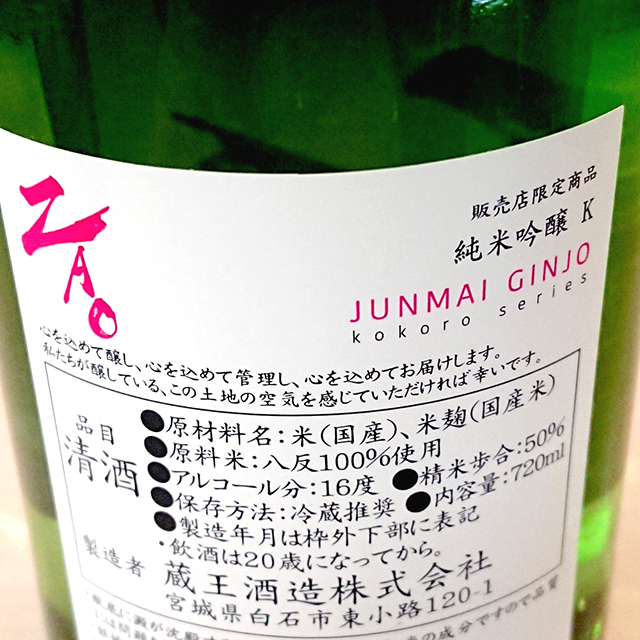 ZAO
販売店限定商品
純米吟醸 K
JUNMAI GINJO
kokoro series
心を込めて醸し、心を込めて管理し、心を込めてお届けします。
私たちが醸している、この土地の空気を感じていただければ幸いです。
品目
清酒
●原材料名:米(国産)、米麹(国産米)
●原料米:八反100%使用
●アルコール分:16度 ●精米歩合:50%
●保存方法:冷蔵推奨 ●内容量:720ml
●製造年月は枠外下部に表記
・飲酒は20歳になってから。
製造者 蔵王酒造株式会社
宮城県白石市東小路120-1
の成分ですので品質